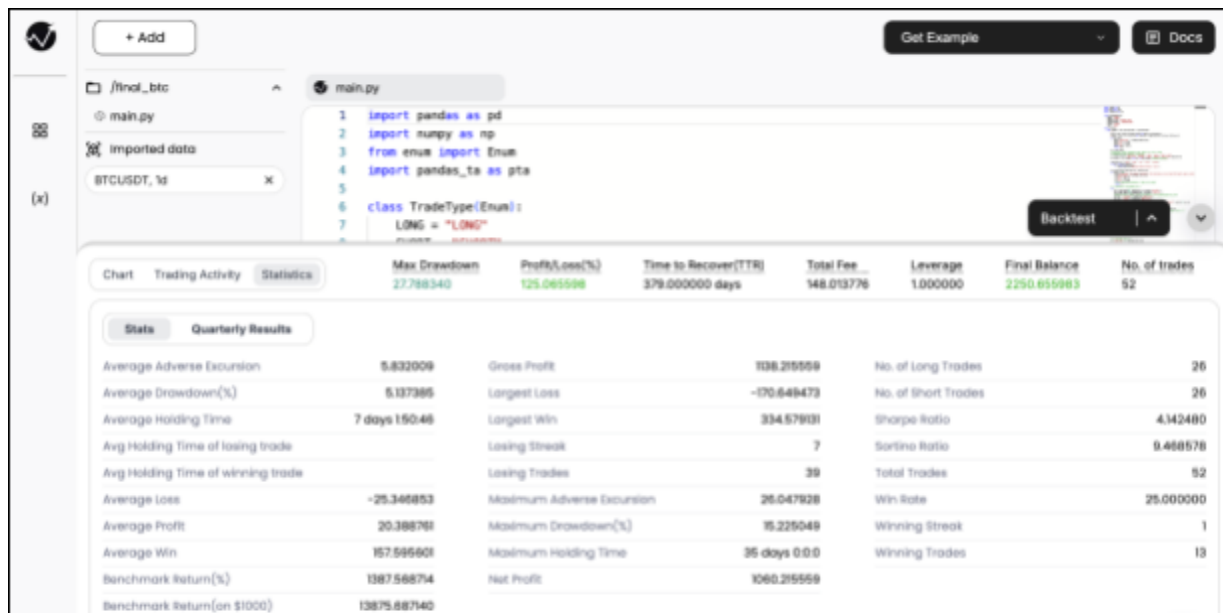 + Add
Get Example
Docs
/final_btc
main.py
main.py
Imported data
BTCUSDT, 1d
1 import pandas as pd
2 import numpy as np
3 from enum import Enum
4 import pandas_ta as pta
5
6 class TradeType(Enum):
7 LONG = "LONG"
(x)
Backtest
Chart Trading Activity Statistics
Max Drawdown Profit/Loss(%) Time to Recover(TTR) Total Fee Leverage Final Balance No. of trades
27.788340 125.065598 379.000000 days 148.013776 1.000000 2250.655983 52
Stats Quarterly Results
Average Adverse Excursion 5.832009 Gross Profit 1138.215559 No. of Long Trades 26
Average Drawdown(%) 5.137385 Largest Loss -170.649473 No. of Short Trades 26
Average Holding Time 7 days 1:50:46 Largest Win 334.579131 Sharpe Ratio 4.142480
Avg Holding Time of losing trade Losing Streak 7 Sortino Ratio 9.468578
Avg Holding Time of winning trade Losing Trades 39 Total Trades 52
Average Loss -25.346853 Maximum Adverse Excursion 26.047928 Win Rate 25.000000
Average Profit 20.388761 Maximum Drawdown(%) 15.225049 Winning Streak 1
Average Win 157.595601 Maximum Holding Time 35 days 0:0:0 Winning Trades 13
Benchmark Return(%) 1387.568714 Net Profit 1060.215559
Benchmark Return(on $1000) 13875.687140